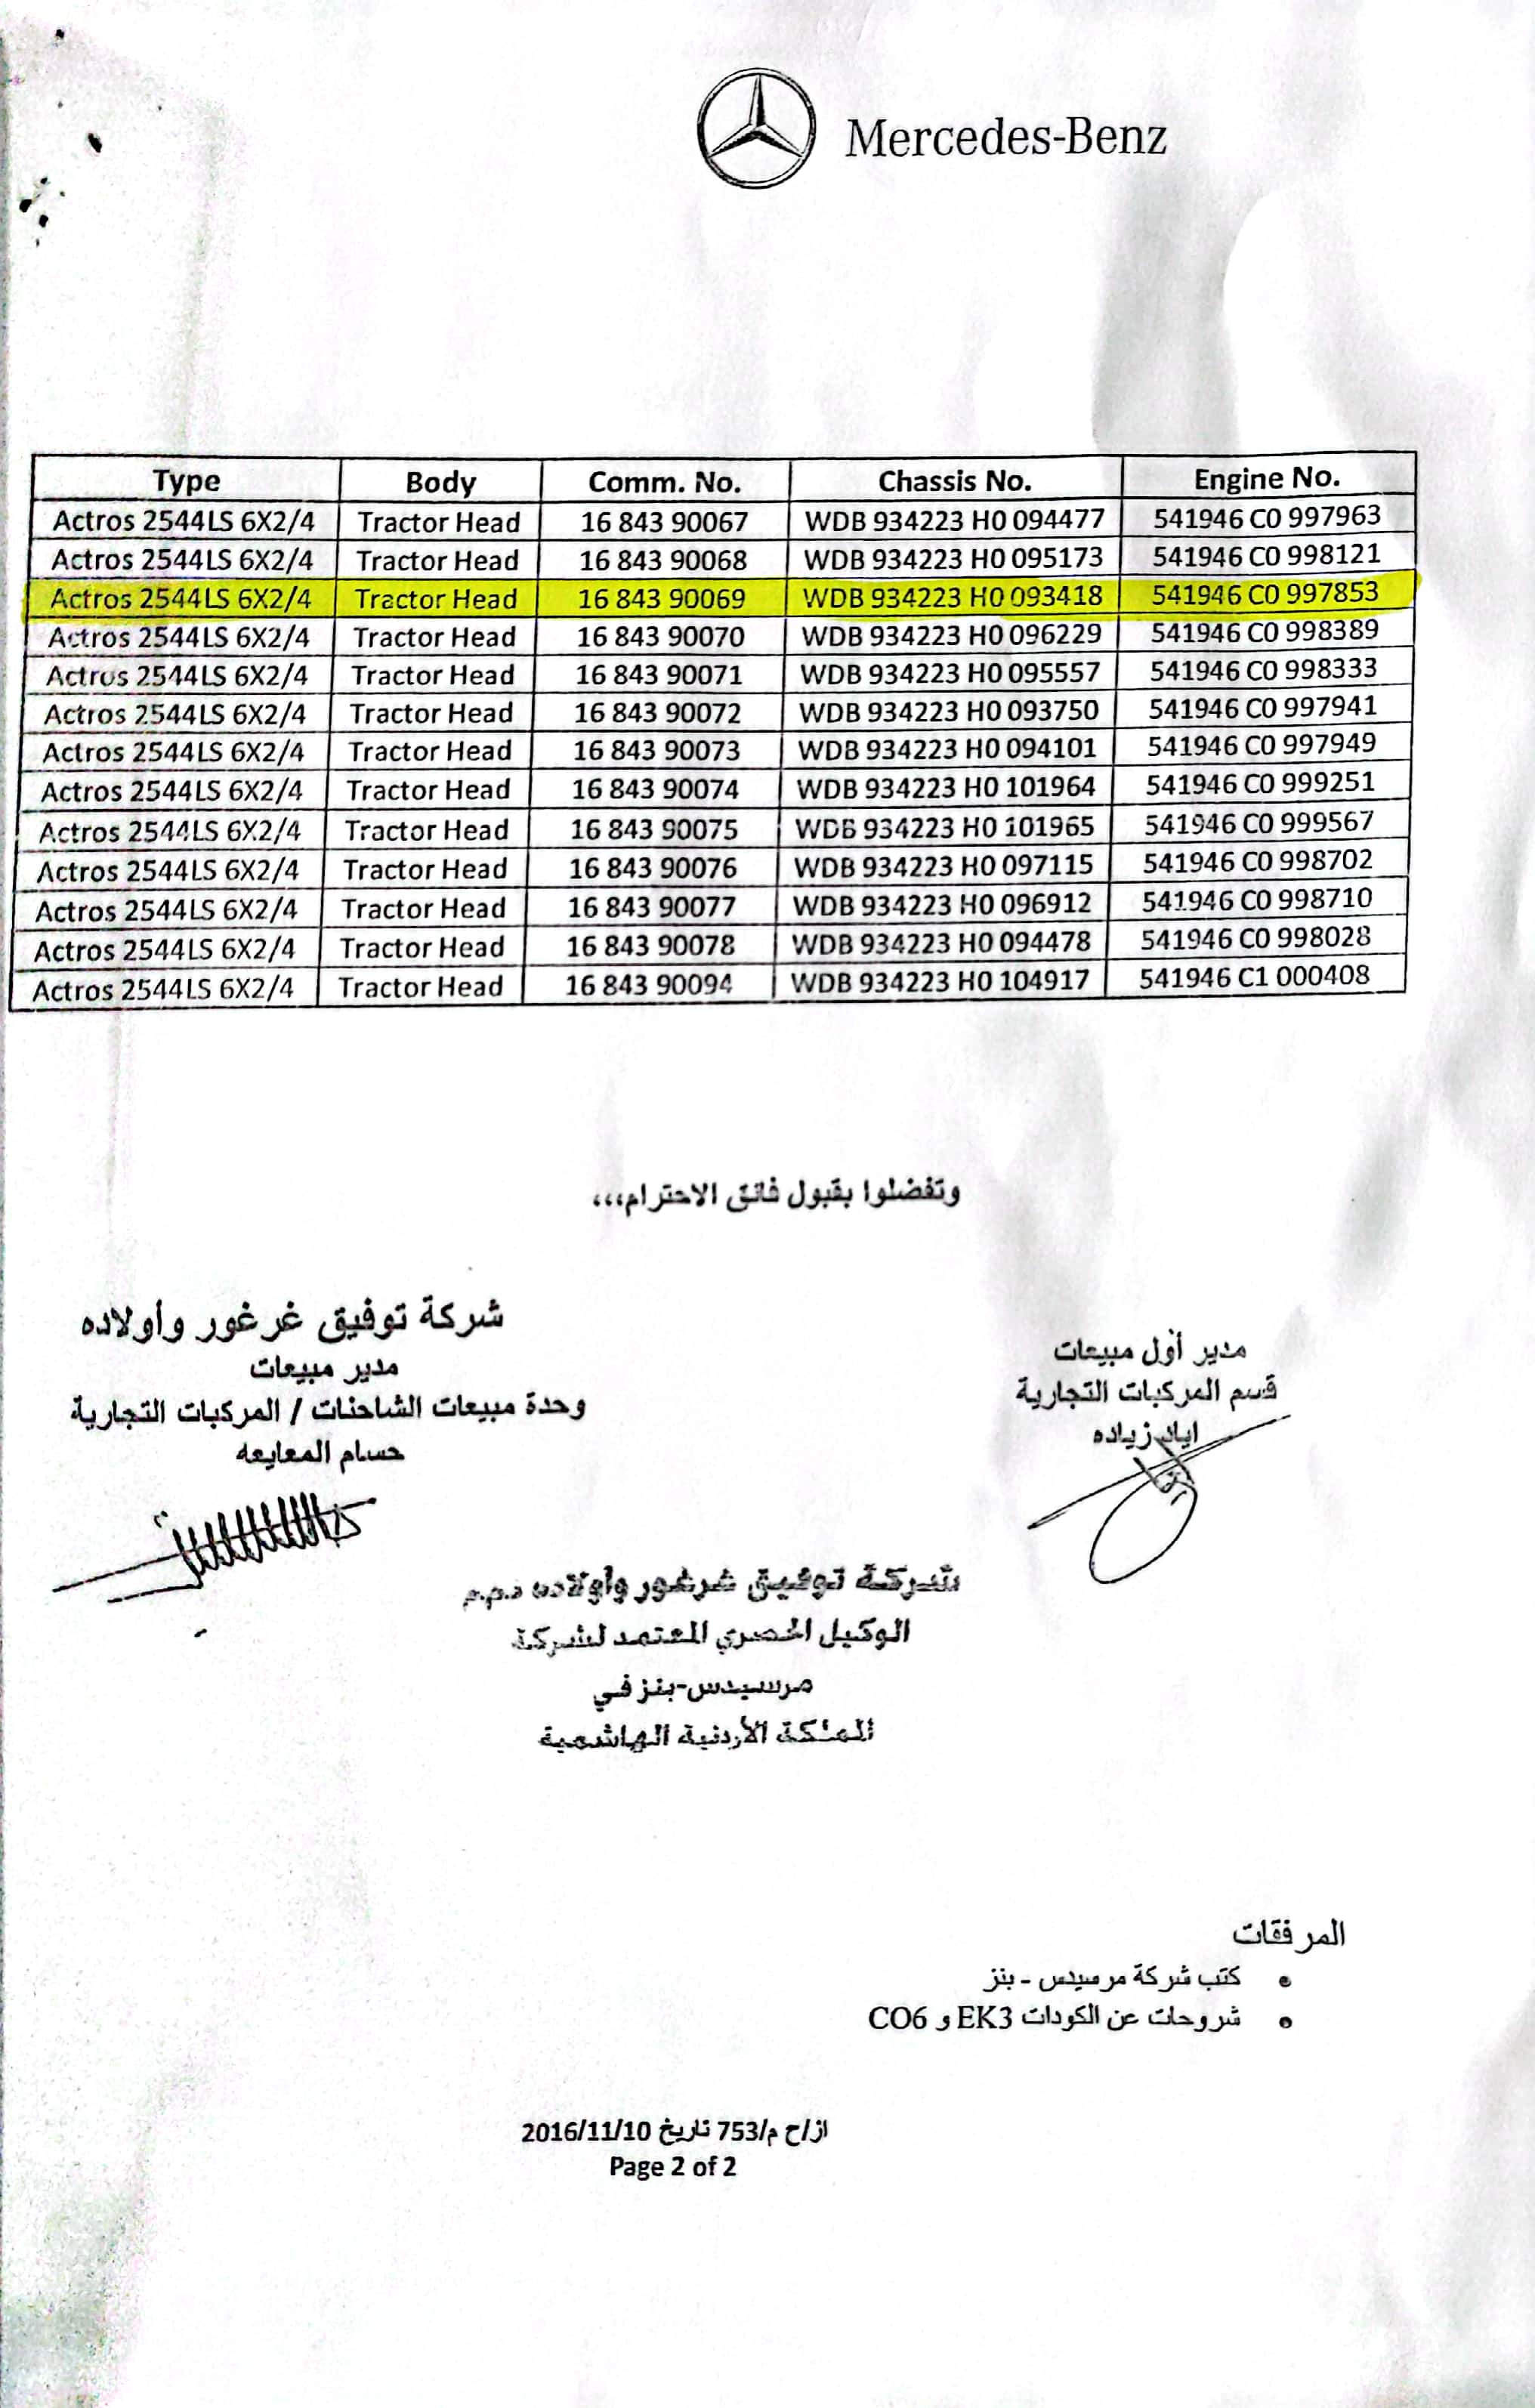 Mercedes-Benz
Type Body Comm. No. Chassis No. Engine No.
Actros 2544LS 6X2/4 Tractor Head 16 843 90067 WDB 934223 H0 094477 541946 C0 997963
Actros 2544LS 6X2/4 Tractor Head 16 843 90068 WDB 934223 H0 095173 541946 C0 998121
Actros 2544LS 6X2/4 Tractor Head 16 843 90069 WDB 934223 H0 093418 541946 C0 997853
Actros 2544LS 6X2/4 Tractor Head 16 843 90070 WDB 934223 H0 096229 541946 C0 998389
Actros 2544LS 6X2/4 Tractor Head 16 843 90071 WDB 934223 H0 095557 541946 C0 998333
Actros 2544LS 6X2/4 Tractor Head 16 843 90072 WDB 934223 H0 093750 541946 C0 997941
Actros 2544LS 6X2/4 Tractor Head 16 843 90073 WDB 934223 H0 094101 541946 C0 997949
Actros 2544LS 6X2/4 Tractor Head 16 843 90074 WDB 934223 H0 101964 541946 C0 999251
Actros 2544LS 6X2/4 Tractor Head 16 843 90075 WDB 934223 H0 101965 541946 C0 999567
Actros 2544LS 6X2/4 Tractor Head 16 843 90076 WDB 934223 H0 097115 541946 C0 998702
Actros 2544LS 6X2/4 Tractor Head 16 843 90077 WDB 934223 H0 096912 541946 C0 998710
Actros 2544LS 6X2/4 Tractor Head 16 843 90078 WDB 934223 H0 094478 541946 C0 998028
Actros 2544LS 6X2/4 Tractor Head 16 843 90094 WDB 934223 H0 104917 541946 C1 000408
وتفضلوا بقبول فائق الاحترام،،،
مدير أول مبيعات
قسم المركبات التجارية
اياد زياده
شركة توفيق غرغور وأولاده
مدير مبيعات
وحدة مبيعات الشاحنات / المركبات التجارية
حسام المعايعه
شركة توفيق غرغور وأولاده ذ.م.م
الوكيل الحصري المعتمد لشركة
مرسيدس-بنز في
المملكة الأردنية الهاشمية
المرفقات
• كتب شركة مرسيدس - بنز
• شروحات عن الكودات EK3 و CO6
از/ح م/753 تاريخ 2016/11/10
Page 2 of 2